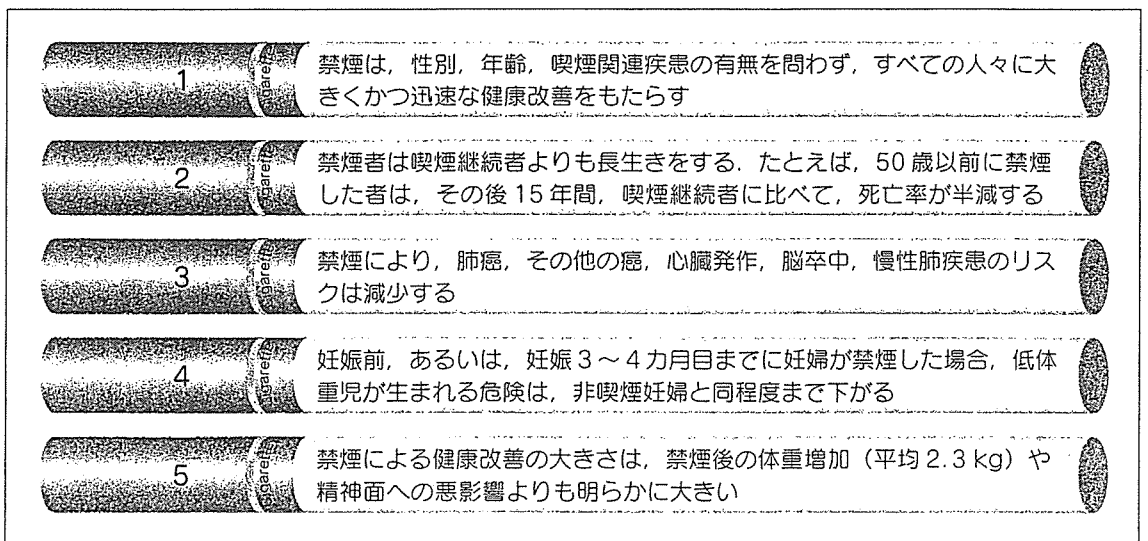 1
禁煙は,性別,年齢,喫煙関連疾患の有無を問わず,すべての人々に大
きくかつ迅速な健康改善をもたらす
2
禁煙者は喫煙継続者よりも長生きをする.たとえば,50歳以前に禁煙
した者は,その後15年間,喫煙継続者に比べて,死亡率が半減する
3
禁煙により,肺癌,その他の癌,心臓発作,脳卒中,慢性肺疾患のリス
クは減少する
4
妊娠前,あるいは,妊娠3〜4カ月目までに妊婦が禁煙した場合,低体
重児が生まれる危険は,非喫煙妊婦と同程度まで下がる
5
禁煙による健康改善の大きさは,禁煙後の体重増加(平均2.3kg)や
精神面への悪影響よりも明らかに大きい